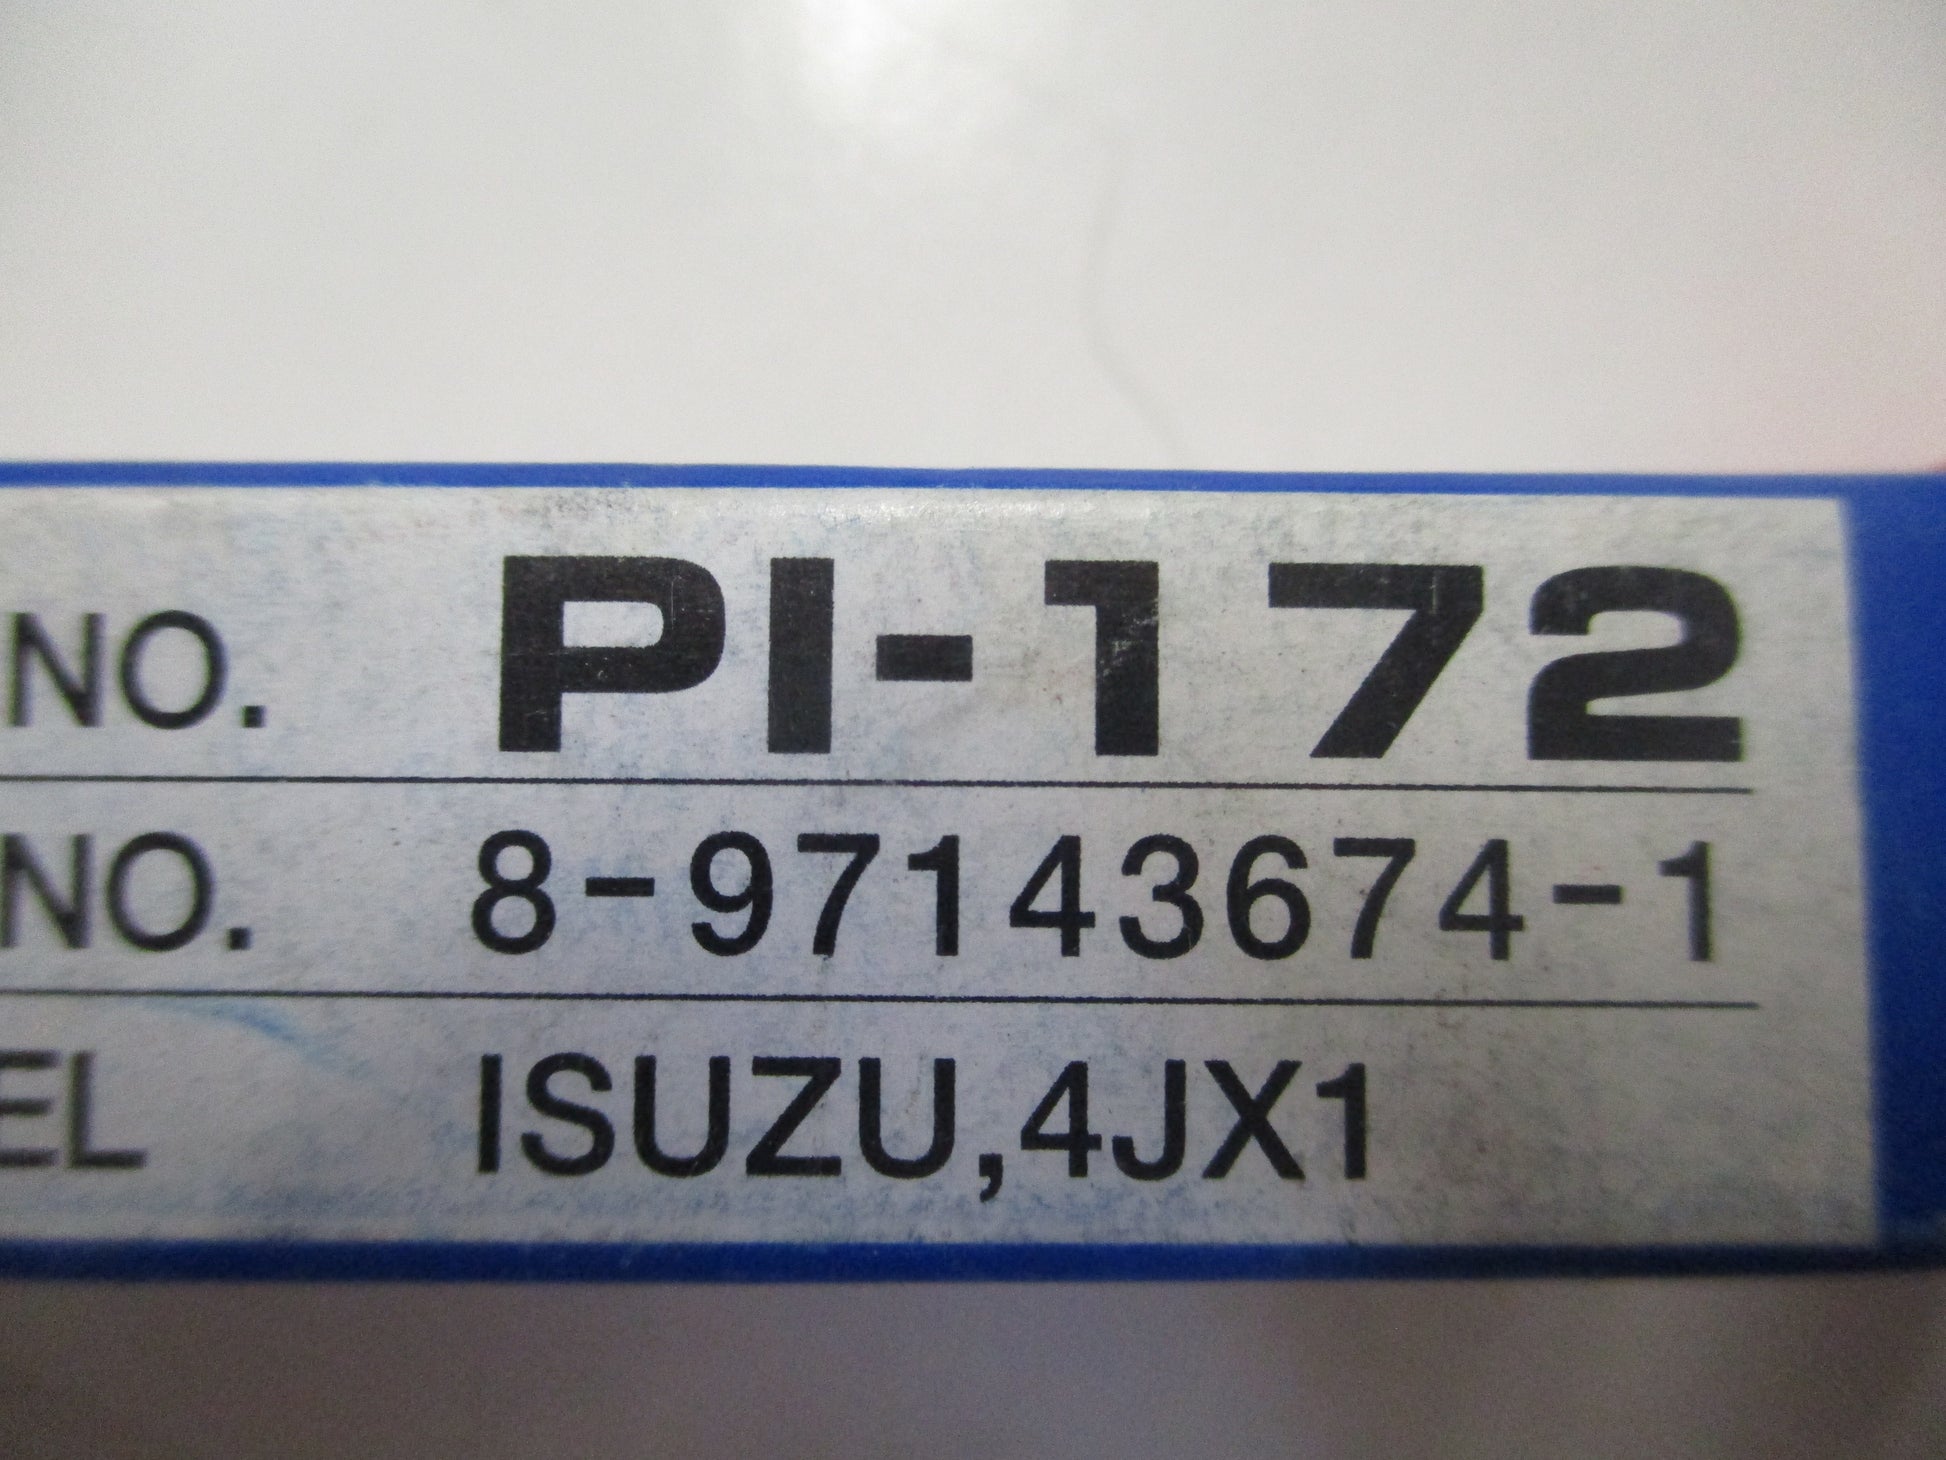 NO. PI-172
NO. 8-97143674-1
EL ISUZU,4JX1